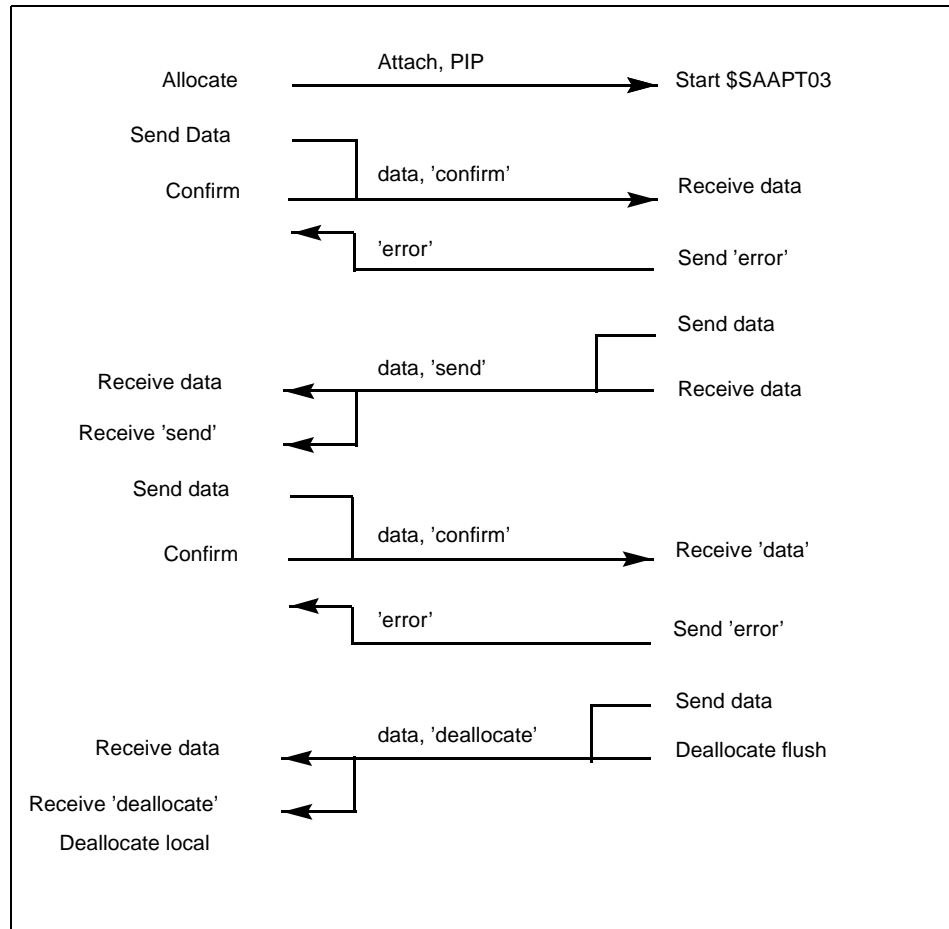 Attach, PIP
Allocate
Start $SAAPT03
Send Data
data, 'confirm'
Confirm
Receive data
'error'
Send 'error'
Send data
data, 'send'
Receive data
Receive data
Receive 'send'
Send data
data, 'confirm'
Confirm
Receive 'data'
'error'
Send 'error'
Send data
data, 'deallocate'
Receive data
Deallocate flush
Receive 'deallocate'
Deallocate local